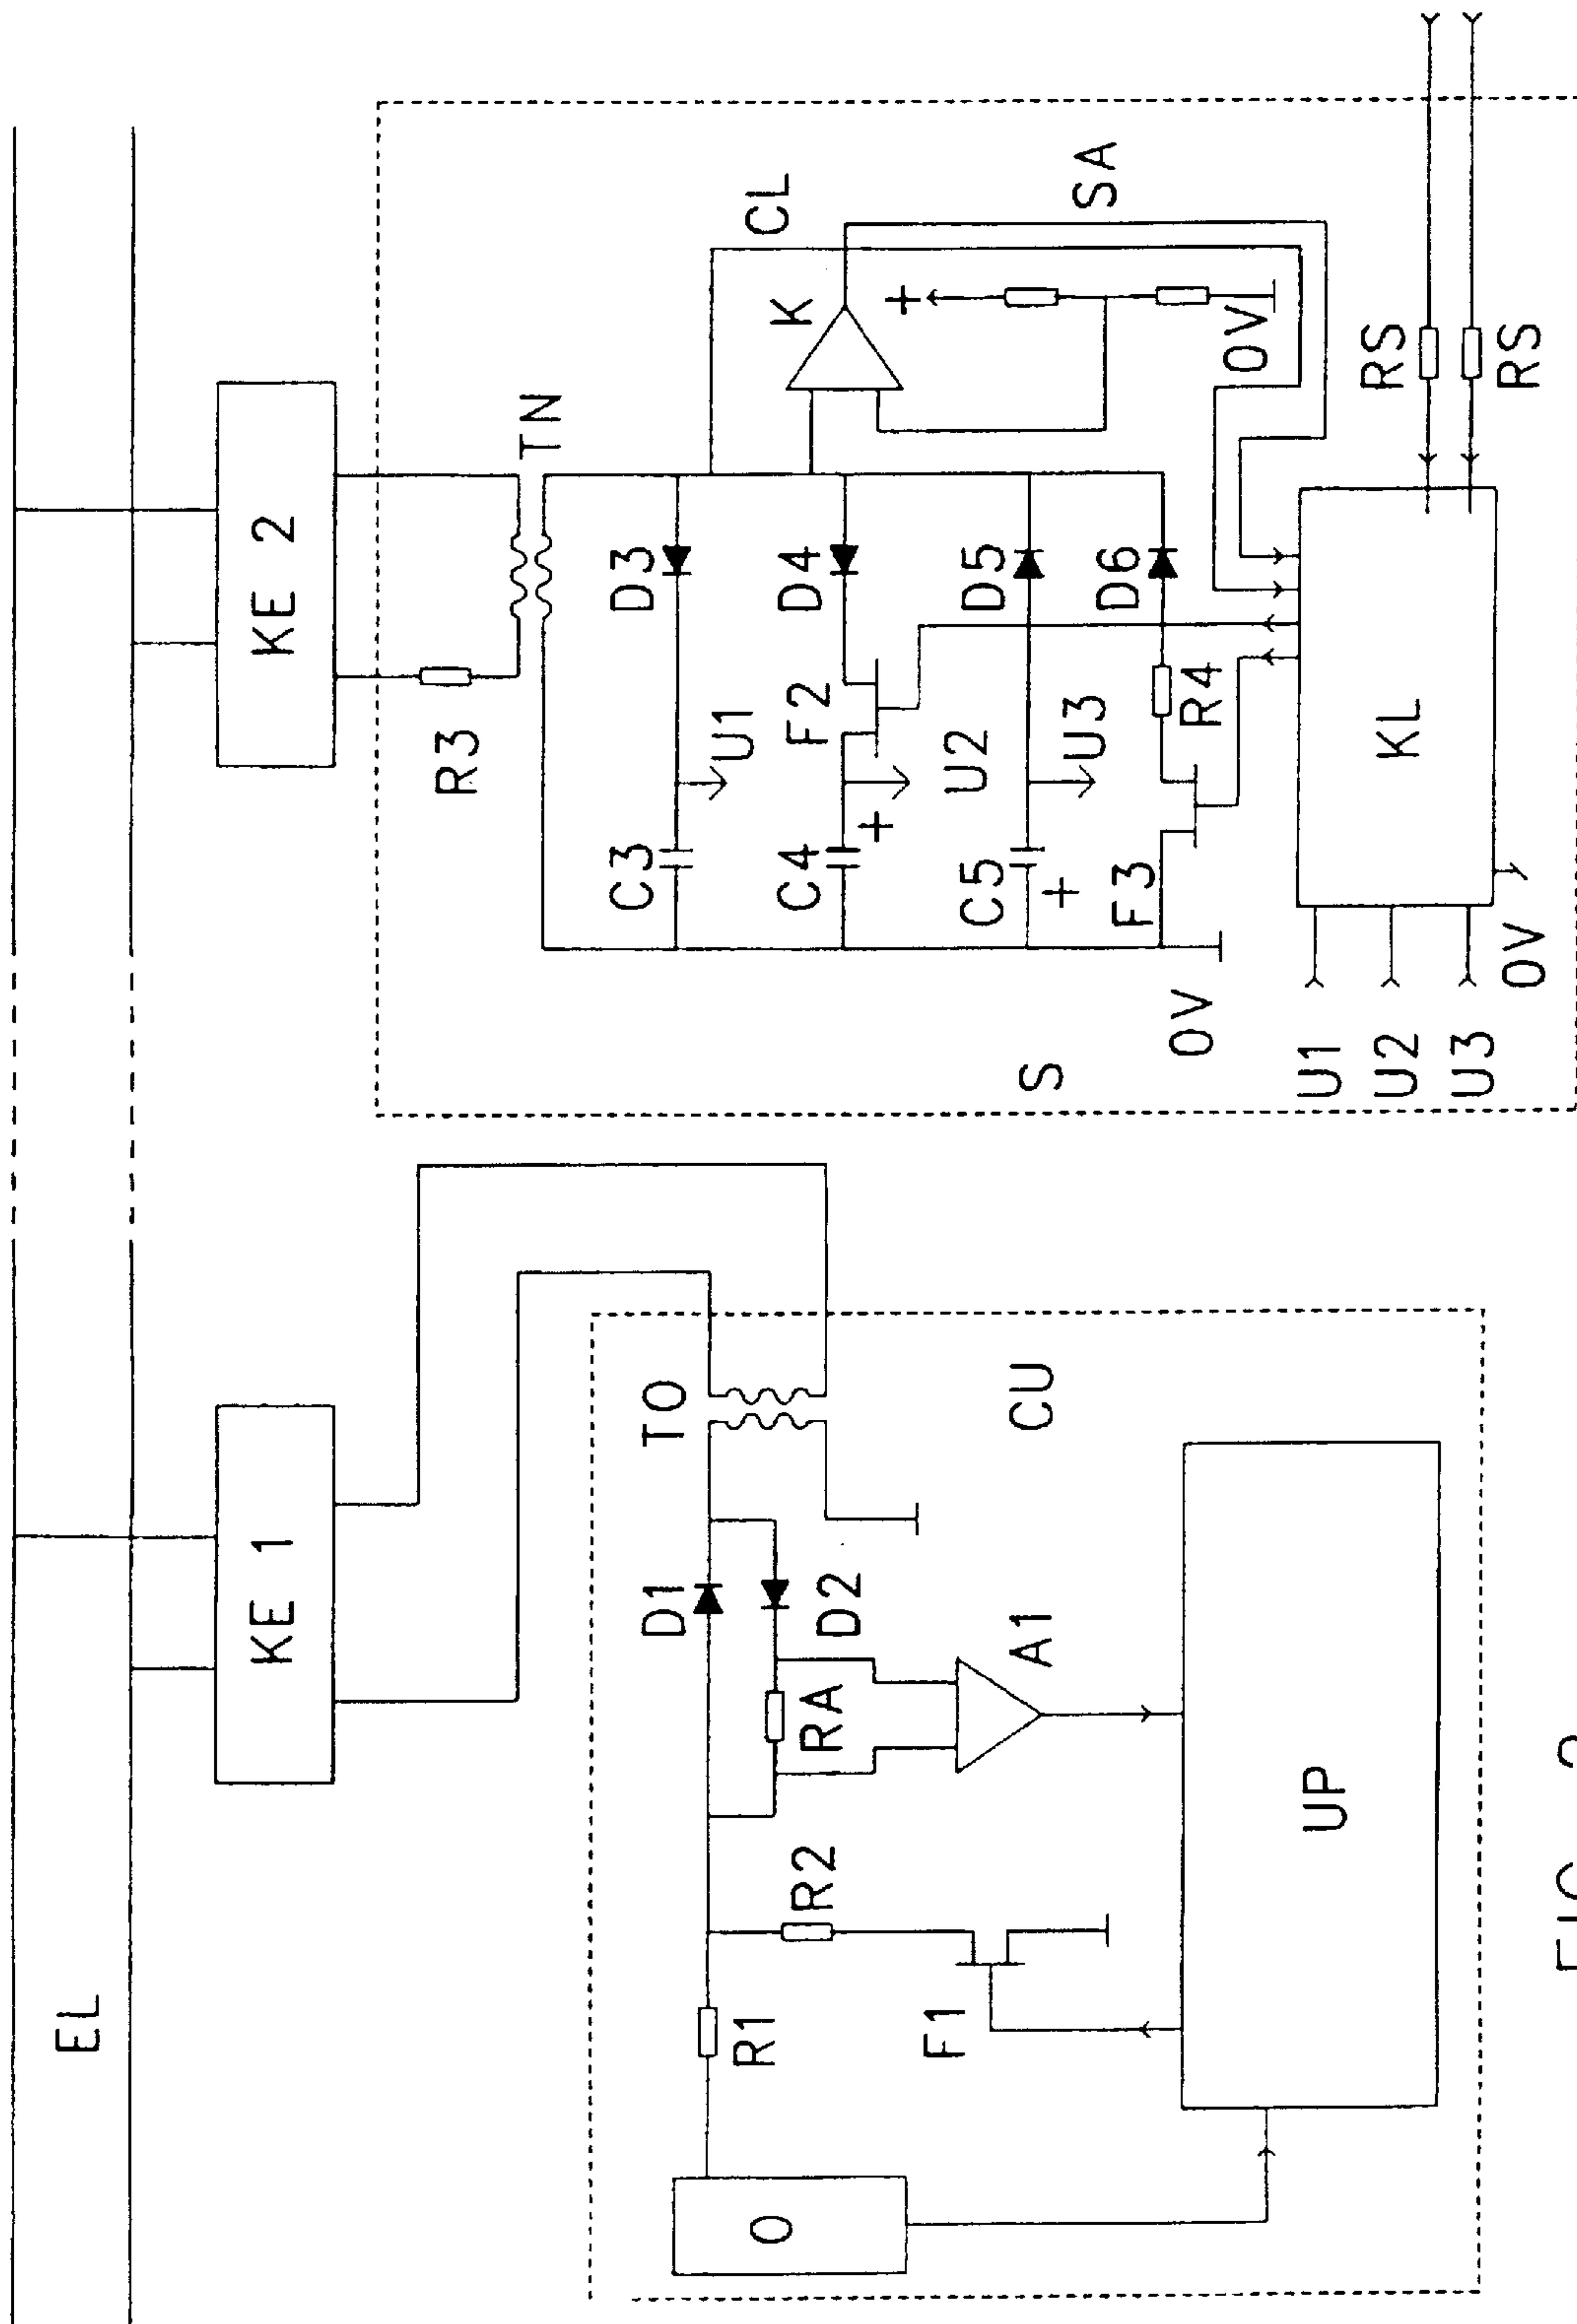 EL
KE 1
KE 2
TO
D1
D2
RA
A1
R1
R2
F1
O
UP
CU
R3
TN
D3
C3
U1
D4
F2
C4
+
U2
D5
C5
+
U3
D6
R4
F3
0V
S
CL
K
SA
+
0V
KL
RS
RS
U1
U2
U3
0V